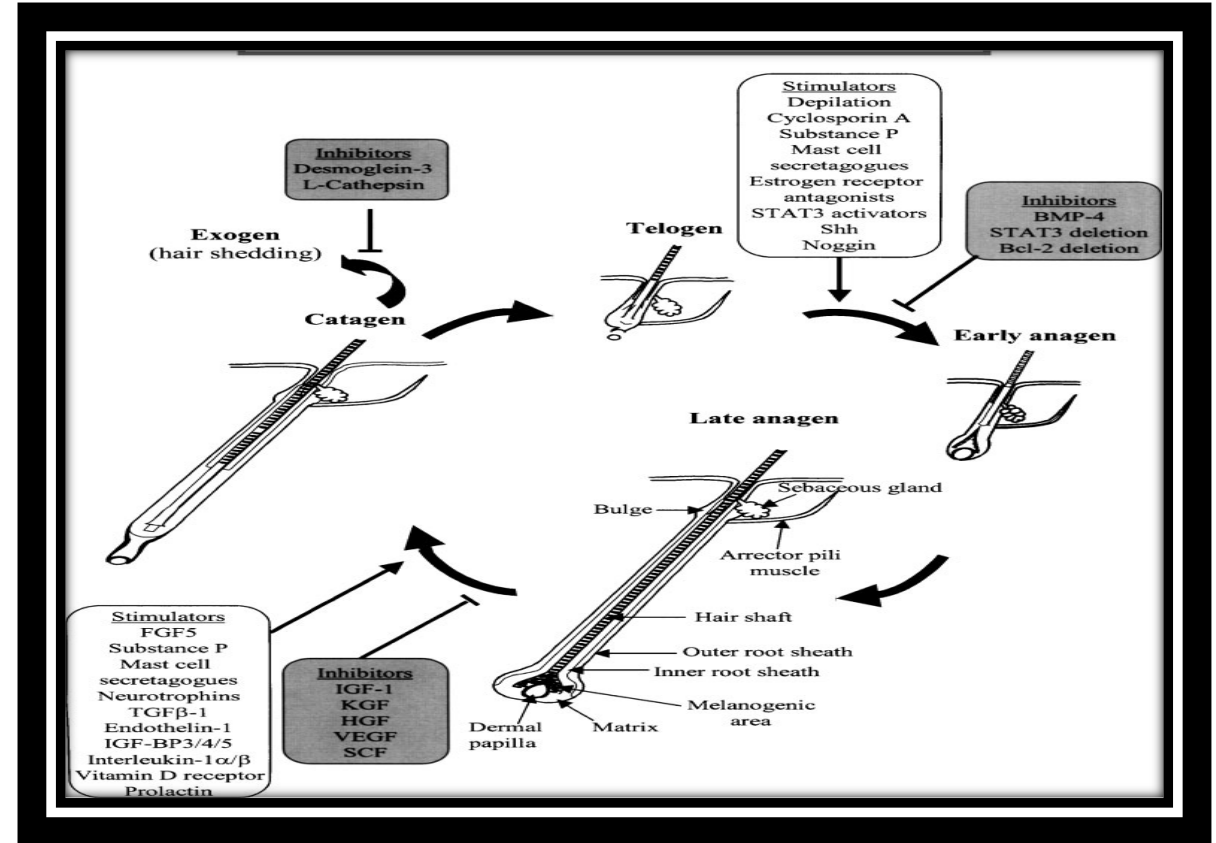 Stimulators
Depilation
Cyclosporin A
Substance P
Mast cell
secretagogues
Estrogen receptor
antagonists
STAT3 activators
Shh
Noggin
Inhibitors
Desmoglein-3
L-Cathepsin
Inhibitors
BMP-4
STAT3 deletion
Bcl-2 deletion
Exogen
(hair shedding)
Telogen
Catagen
Early anagen
Late anagen
Sebaceous gland
Bulge
Arrector pili
muscle
Hair shaft
Outer root sheath
Inner root sheath
Melanogenic
area
Dermal
papilla
Matrix
Stimulators
FGF5
Substance P
Mast cell
secretagogues
Neurotrophins
TGFβ-1
Endothelin-1
IGF-BP3/4/5
Interleukin-1α/β
Vitamin D receptor
Prolactin
Inhibitors
IGF-1
KGF
HGF
VEGF
SCF